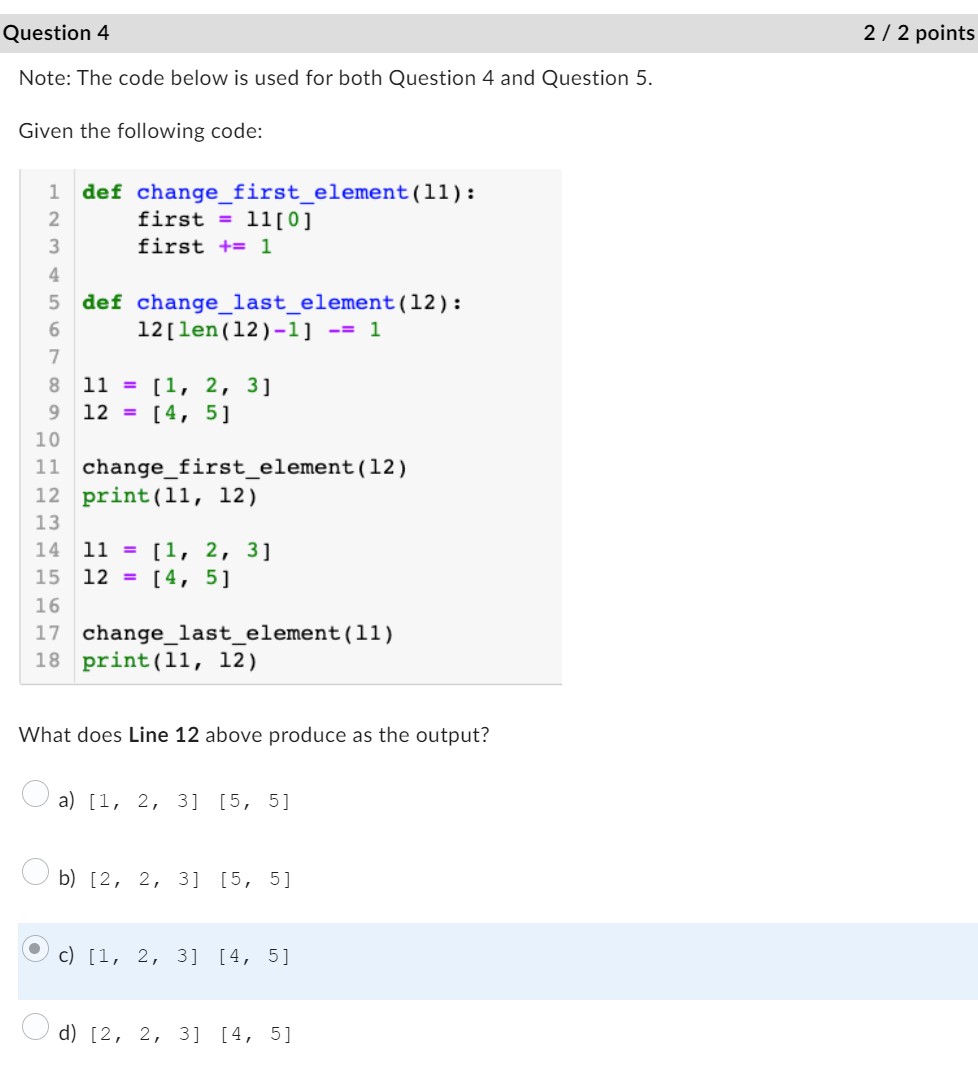 Question 4 2 / 2 points
Note: The code below is used for both Question 4 and Question 5.
Given the following code:
1 def change_first_element(l1):
2     first = l1[0]
3     first += 1
4
5 def change_last_element(l2):
6     l2[len(l2)-1] -= 1
7
8 l1 = [1, 2, 3]
9 l2 = [4, 5]
10
11 change_first_element(l2)
12 print(l1, l2)
13
14 l1 = [1, 2, 3]
15 l2 = [4, 5]
16
17 change_last_element(l1)
18 print(l1, l2)
What does Line 12 above produce as the output?
a) [1, 2, 3] [5, 5]
b) [2, 2, 3] [5, 5]
c) [1, 2, 3] [4, 5]
d) [2, 2, 3] [4, 5]